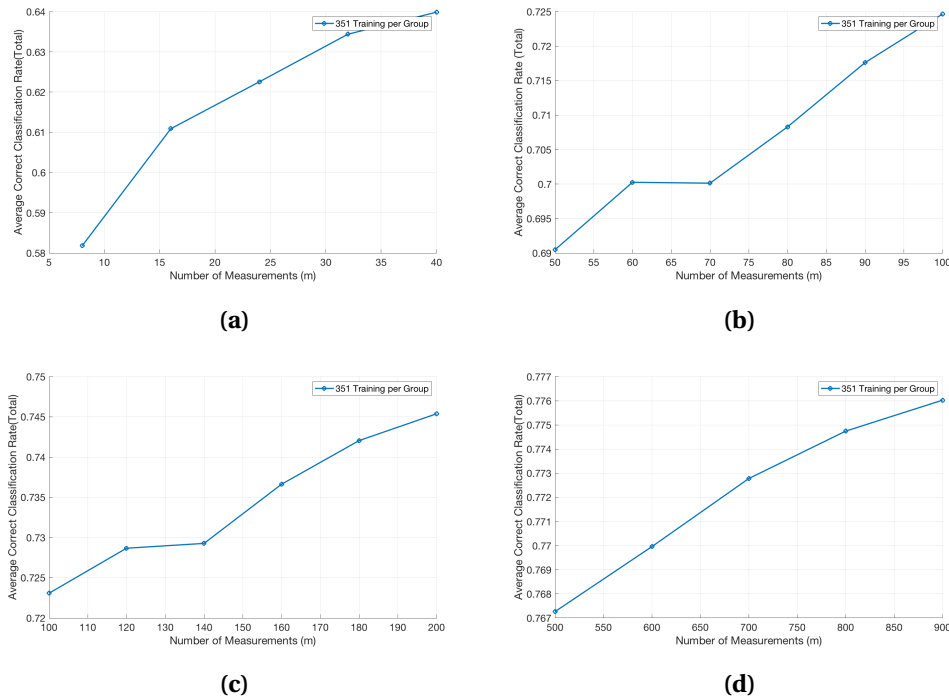 0.64
0.63
0.62
0.61
0.6
0.59
0.58
Average Correct Classification Rate(Total)
351 Training per Group
5 10 15 20 25 30 35 40
Number of Measurements (m)
(a)
0.725
0.72
0.715
0.71
0.705
0.7
0.695
0.69
Average Correct Classification Rate (Total)
351 Training per Group
50 55 60 65 70 75 80 85 90 95 100
Number of Measurements (m)
(b)
0.75
0.745
0.74
0.735
0.73
0.725
0.72
Average Correct Classification Rate(Total)
351 Training per Group
100 110 120 130 140 150 160 170 180 190 200
Number of Measurements (m)
(c)
0.777
0.776
0.775
0.774
0.773
0.772
0.771
0.77
0.769
0.768
0.767
Average Correct Classification Rate (Total)
351 Training per Group
500 550 600 650 700 750 800 850 900
Number of Measurements (m)
(d)